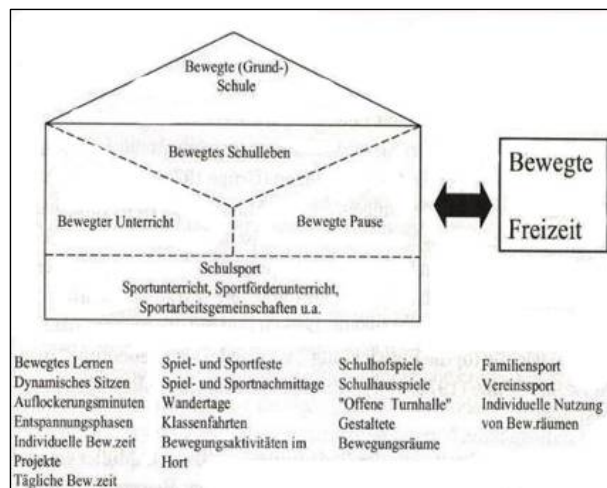 Bewegte (Grund-)
Schule
Bewegtes Schulleben
Bewegter Unterricht
Bewegte Pause
Schulsport
Sportunterricht, Sportförderunterricht,
Sportarbeitsgemeinschaften u.a.
Bewegte
Freizeit
Bewegtes Lernen
Dynamisches Sitzen
Auflockerungsminuten
Entspannungsphasen
Individuelle Bew.zeit
Projekte
Tägliche Bew.zeit
Spiel- und Sportfeste
Spiel- und Sportnachmittage
Wandertage
Klassenfahrten
Bewegungsaktivitäten im
Hort
Schulhofspiele
Schulhausspiele
"Offene Turnhalle"
Gestaltete
Bewegungsräume
Familiensport
Vereinssport
Individuelle Nutzung
von Bew.räumen